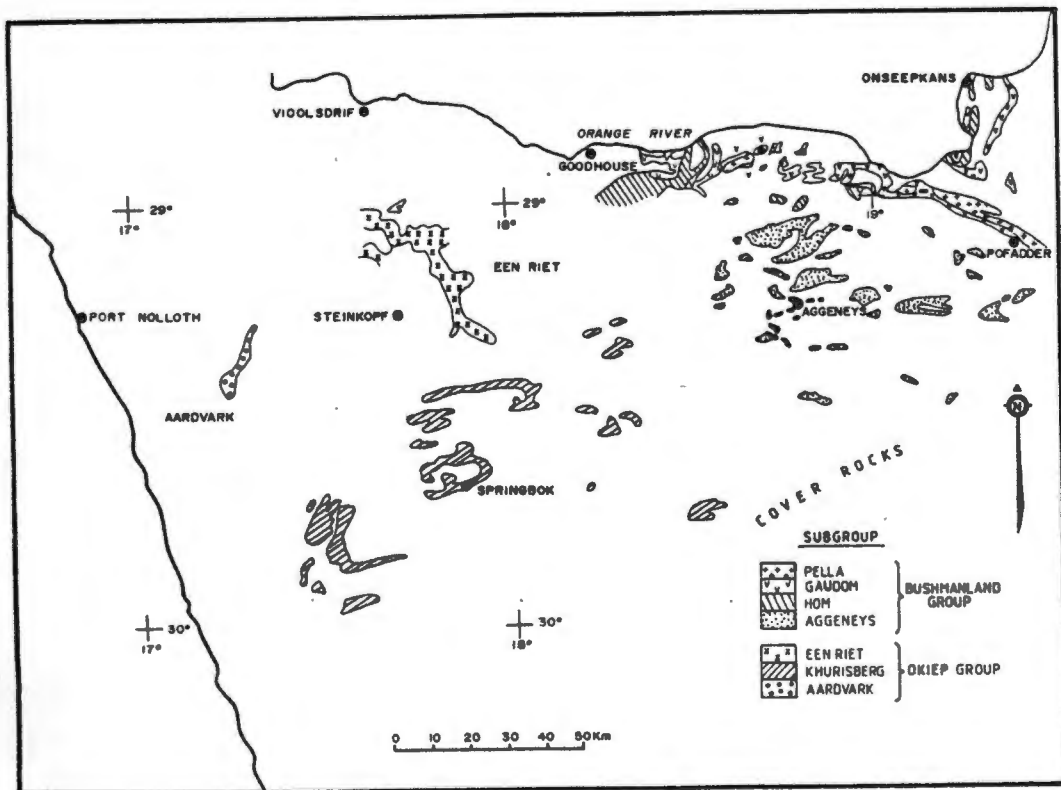 ONSEEPKANS
VIOOLSDRIF
ORANGE RIVER
GOODHOUSE
29°
17°
29°
18°
19°
POFADDER
EEN RIET
PORT NOLLOTH
STEINKOPF
AGGENEYS
AARDVARK
N
SPRINGBOK
COVER ROCKS
SUBGROUP
PELLA
GAUDOM
HOM
AGGENEYS
BUSHMANLAND
GROUP
EEN RIET
KHURISBERG
AARDVARK
OKIEP GROUP
30°
17°
30°
18°
0 10 20 30 40 50Km